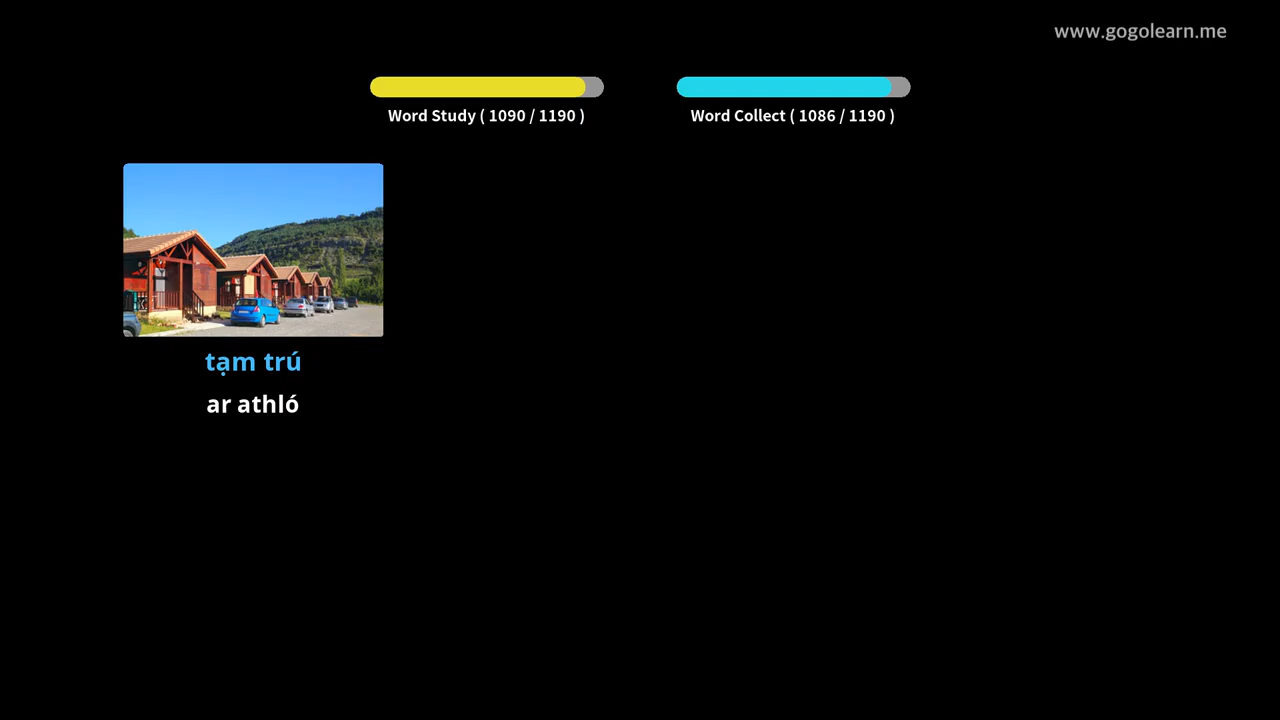 www.gogolearn.me
Word Study ( 1090 / 1190 )
Word Collect ( 1086 / 1190 )
tạm trú
ar athló